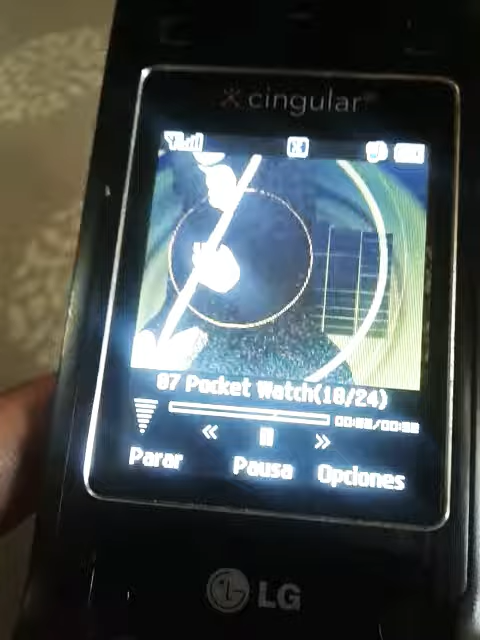 cingular
07 Pocket Watch(18/24)
Parar
Pausa
Opciones
LG